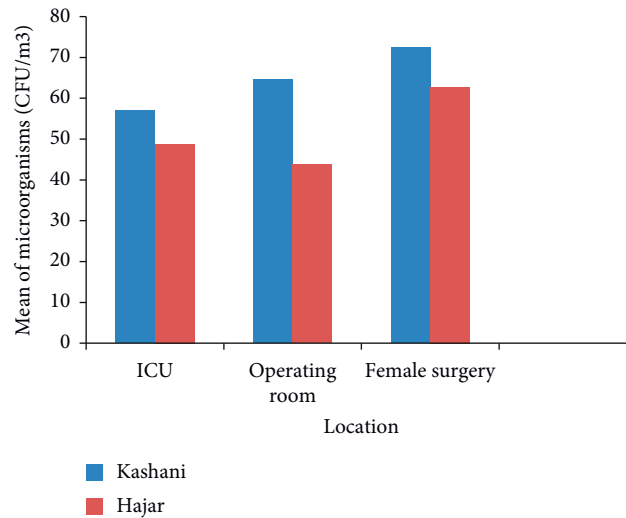 Mean of microorganisms (CFU/m3)
80
70
60
50
40
30
20
10
0
ICU
Operating
room
Female surgery
Location
Kashani
Hajar